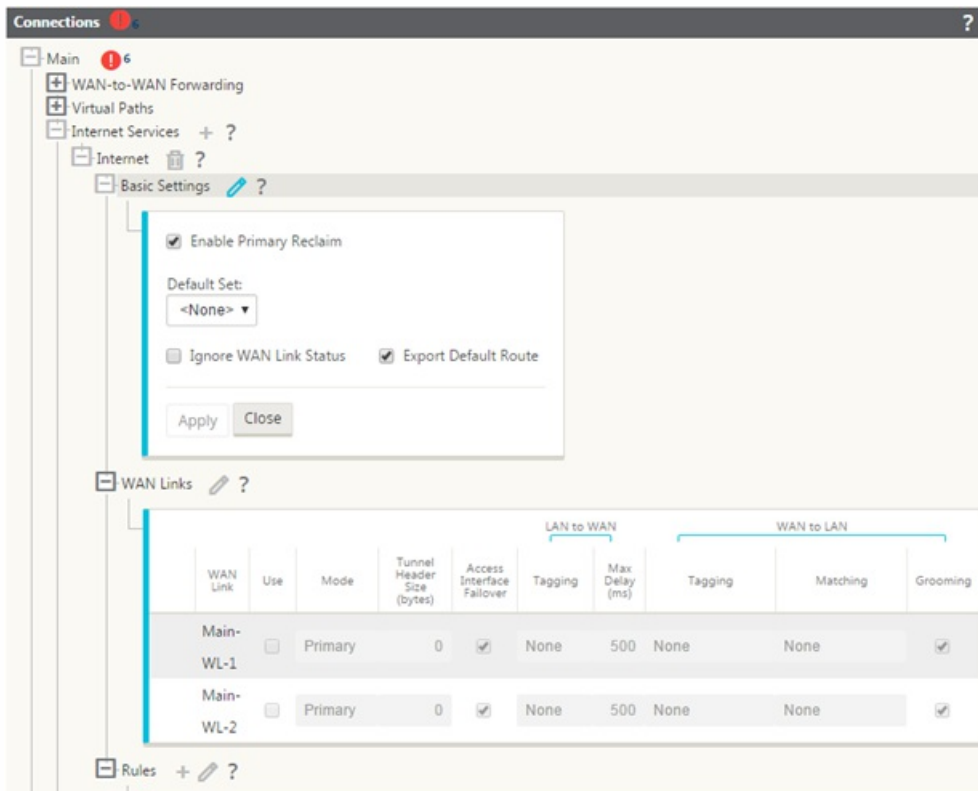 Connections ! 6 ?
Main ! 6
WAN-to-WAN Forwarding
Virtual Paths
Internet Services + ?
Internet ?
Basic Settings ?
Enable Primary Reclaim
Default Set:
<None>
Ignore WAN Link Status Export Default Route
Apply Close
WAN Links ?
LAN to WAN WAN to LAN
WAN Link Use Mode Tunnel Header Size (bytes) Access Interface Failover Tagging Max Delay (ms) Tagging Matching Grooming
Main-WL-1 Primary 0 None 500 None None
Main-WL-2 Primary 0 None 500 None None
Rules + ?